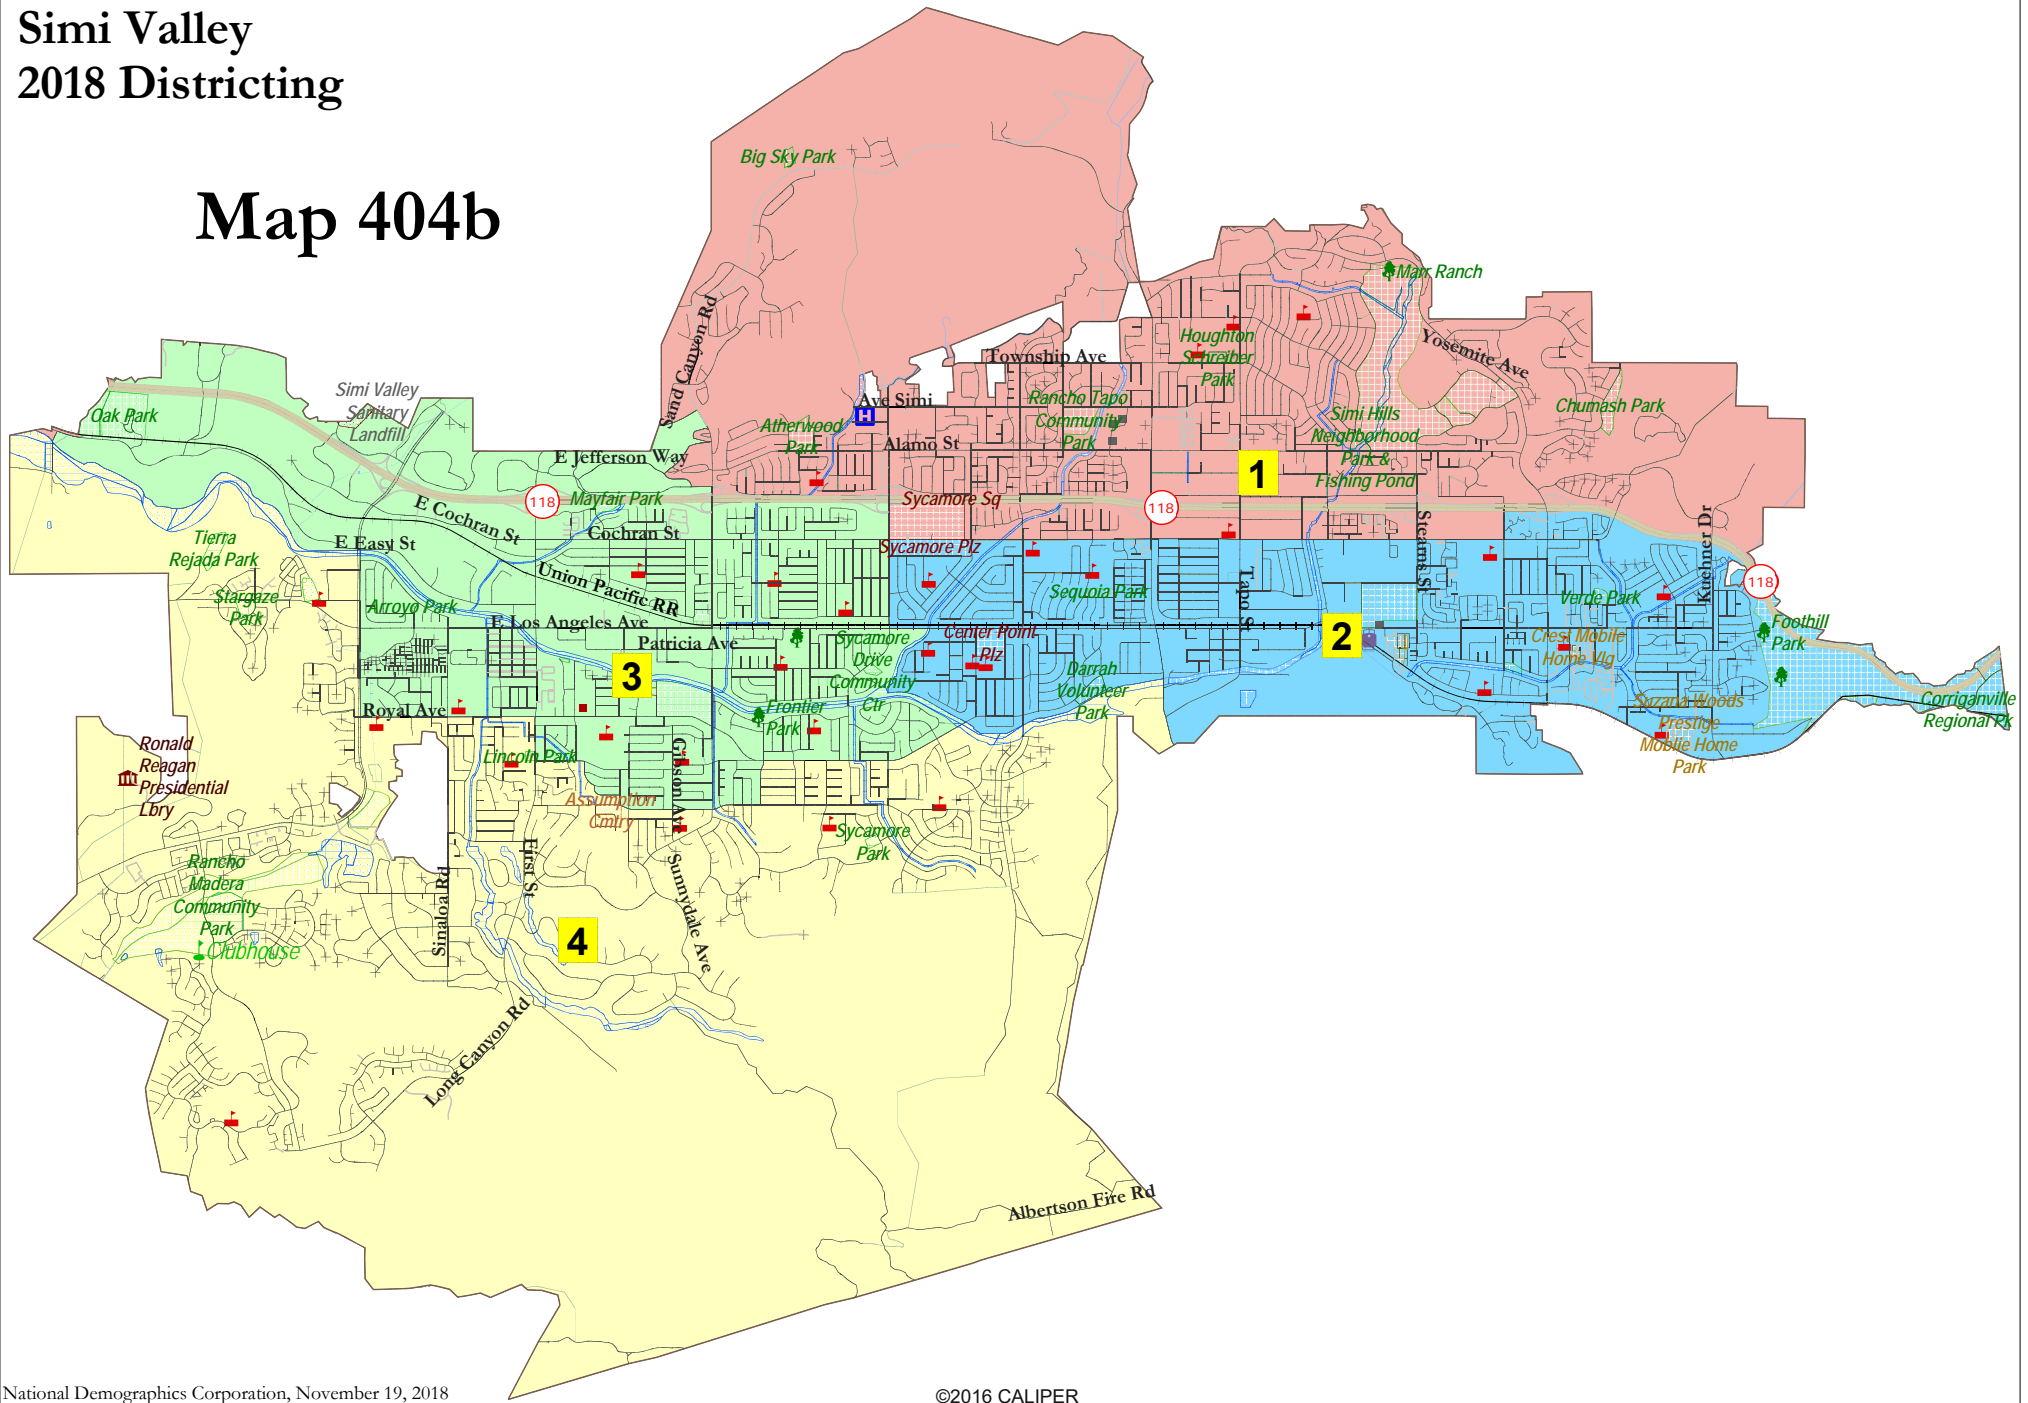 Simi Valley
2018 Districting
Map 404b
Big Sky Park
Marr Ranch
Sand Canyon Rd
Houghton
Schreiber
Park
Township Ave
Yosemite Ave
Simi Valley
Sanitary
Landfill
Oak Park
Ave Simi
Rancho Tapo
Community
Park
Chumash Park
Atherwood
Park
H
Simi Hills
Neighborhood
Park &
Fishing Pond
Alamo St
E Jefferson Way
1
118
Mayfair Park
Sycamore Sq
118
E Cochran St
Cochran St
Stearns St
Kuehner Dr
Tierra
Rejada Park
E Easy St
Sycamore Plz
Union Pacific RR
118
Tapo St
Sequoia Park
Verde Park
Stargaze
Park
Arroyo Park
E Los Angeles Ave
Patricia Ave
Sycamore
Drive
Community
Ctr
Center Point
Plz
2
Crest Mobile
Home Vlg
Foothill
Park
3
Darrah
Volunteer
Park
Royal Ave
Frontier
Park
Suzana Woods
Prestige
Moblie Home
Park
Corriganville
Regional Pk
Ronald
Reagan
Presidential
Lbry
Lincoln Park
Gibson Ave
Assumption
Cmtry
Sycamore
Park
Rancho
Madera
Community
Park
First St
Sinaloa Rd
Sunnydale Ave
Clubhouse
4
Long Canyon Rd
Albertson Fire Rd
National Demographics Corporation, November 19, 2018
©2016 CALIPER